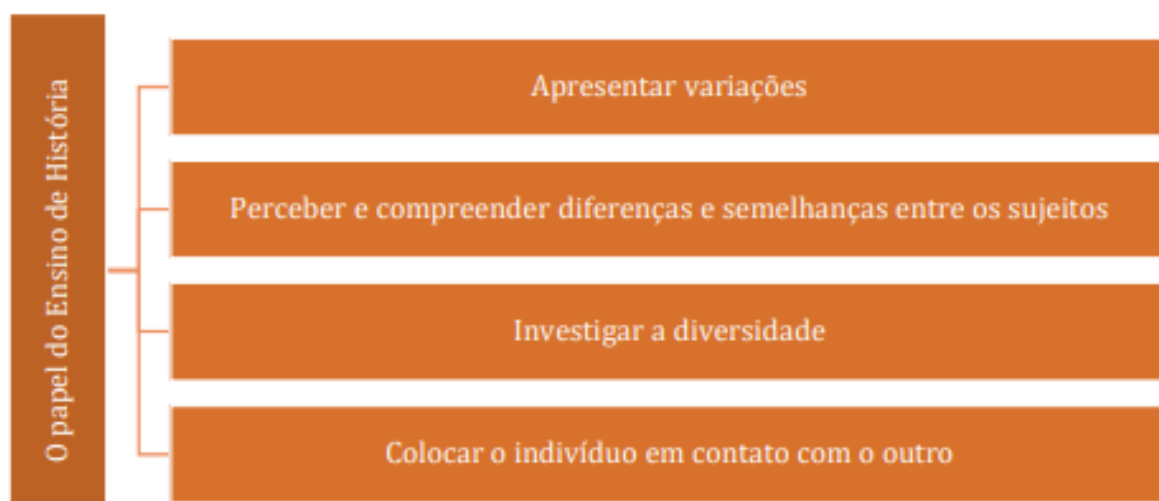 O papel do Ensino de História
Apresentar variações
Perceber e compreender diferenças e semelhanças entre os sujeitos
Investigar a diversidade
Colocar o indivíduo em contato com o outro